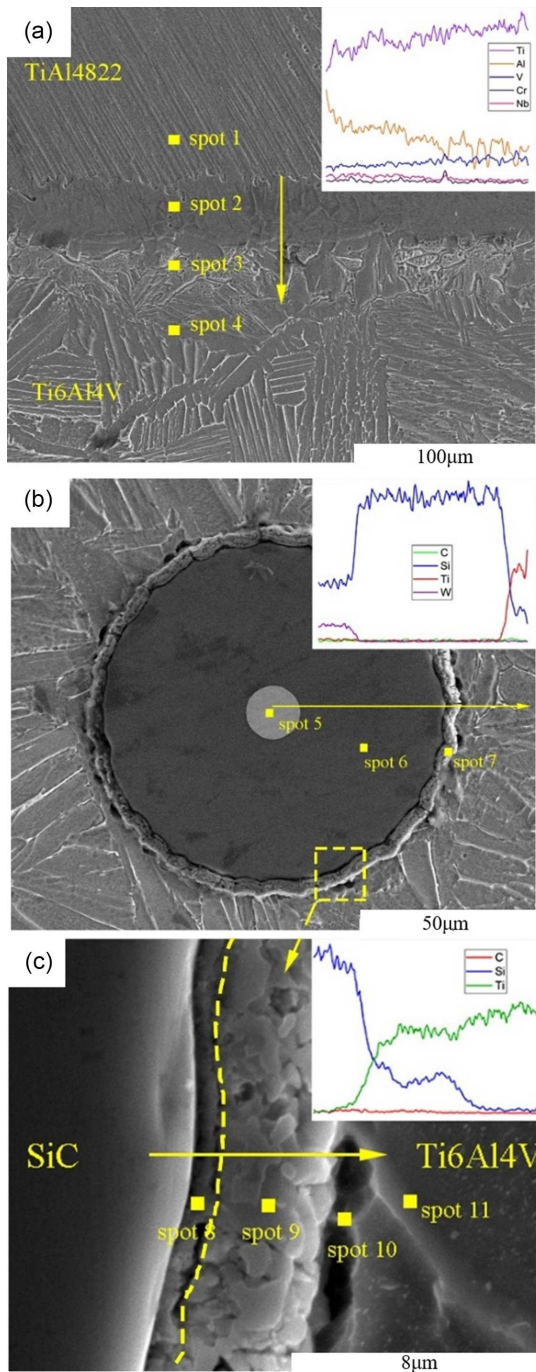 (a)
TiAl4822
Ti
Al
V
Cr
Nb
spot 1
spot 2
spot 3
spot 4
Ti6Al4V
100μm
(b)
C
Si
Ti
W
spot 5
spot 6
spot 7
50μm
(c)
C
Si
Ti
SiC
Ti6Al4V
spot 8
spot 9
spot 10
spot 11
8μm